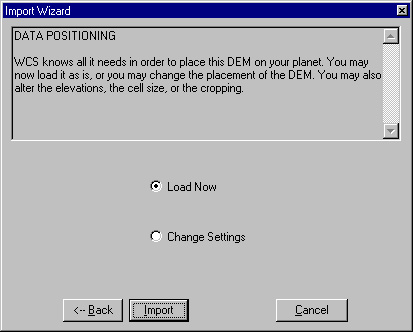 Import Wizard
DATA POSITIONING
WCS knows all it needs in order to place this DEM on your planet. You may
now load it as is, or you may change the placement of the DEM. You may also
alter the elevations, the cell size, or the cropping.
Load Now
Change Settings
<-- Back
Import
Cancel